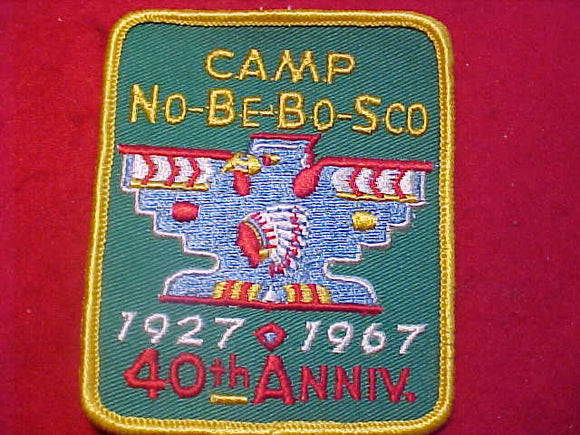 CAMP
NO-BE-BO-SCO
1927 1967
40th ANNIV.